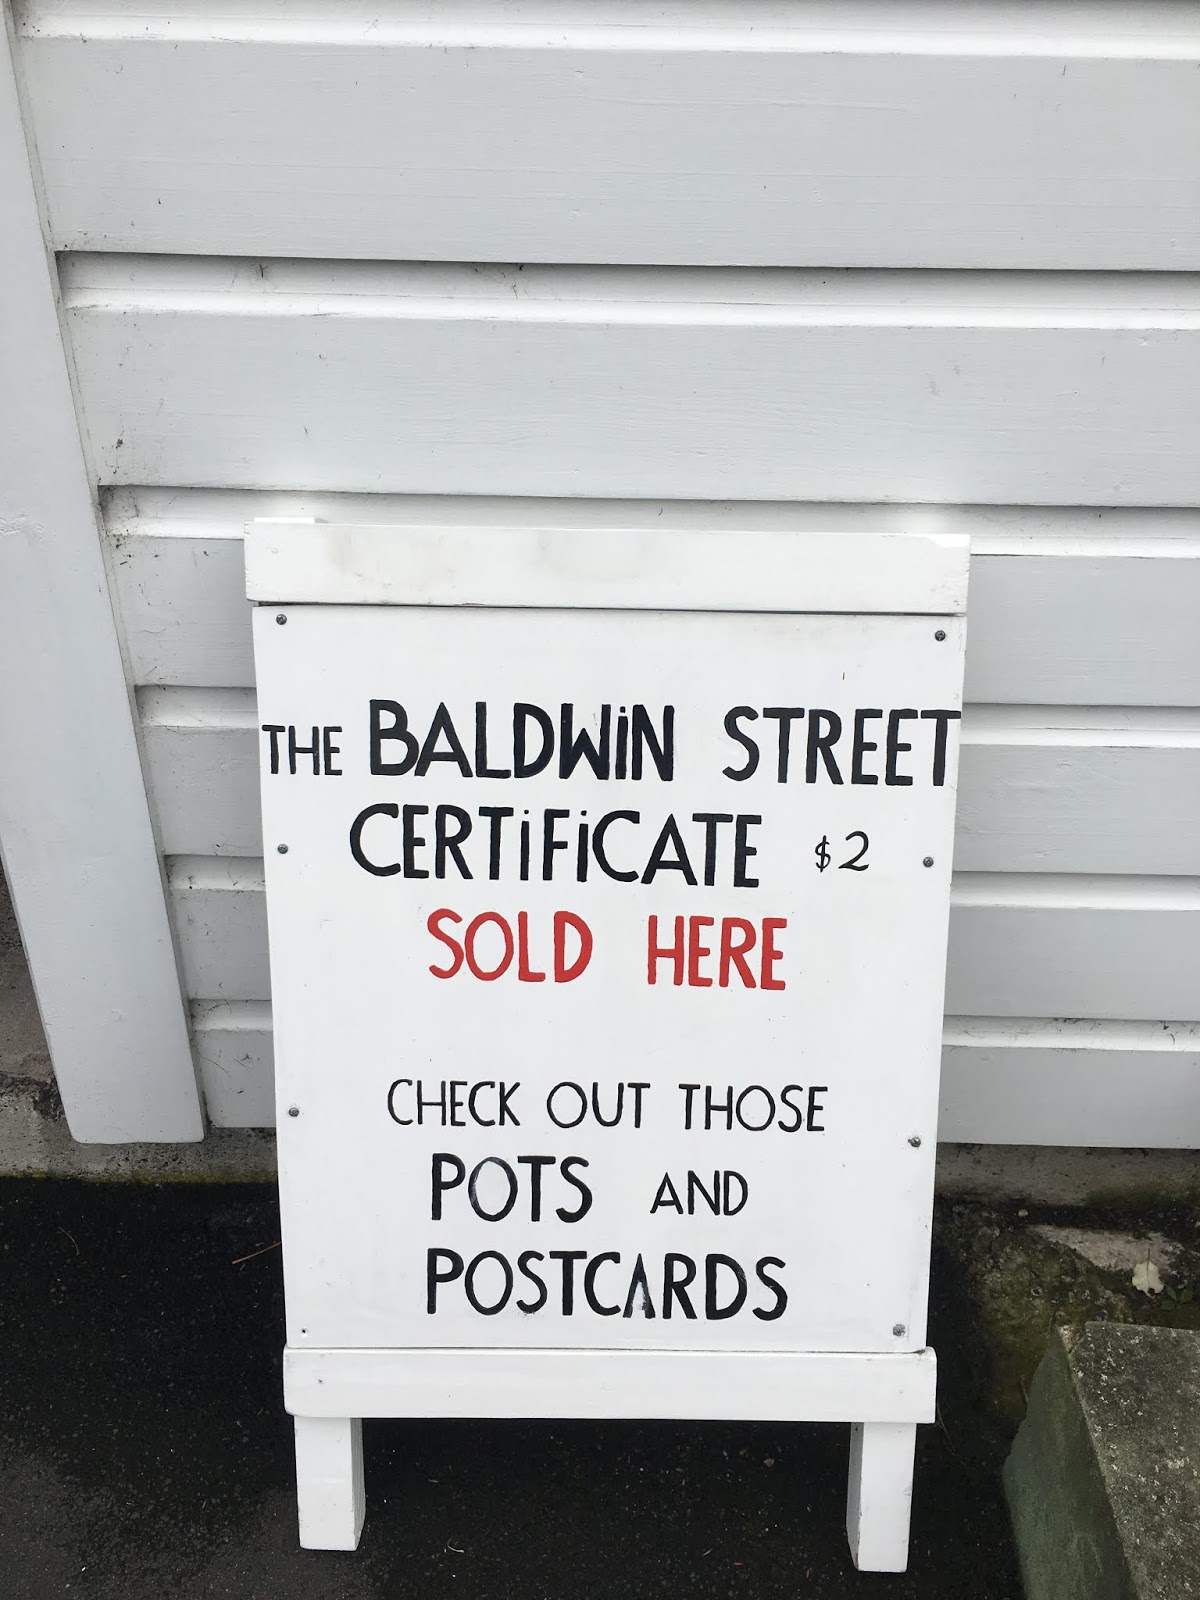 THE BALDWiN STREET
CERTiFiCATE $2
SOLD HERE
CHECK OUT THOSE
POTS AND
POSTCARDS